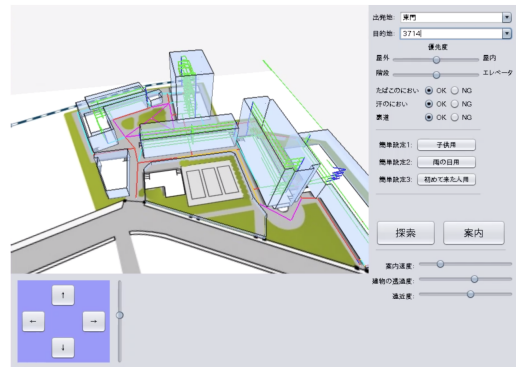 出発地: 東門
目的地: 3714
優先度
屋外 屋内
階段 エレベータ
たばこのにおい OK NG
汗のにおい OK NG
裏道 OK NG
簡単設定1: 子供用
簡単設定2: 雨の日用
簡単設定3: 初めて来た人用
探索 案内
案内速度:
建物の透過度:
遠近度:
↑
← →
↓